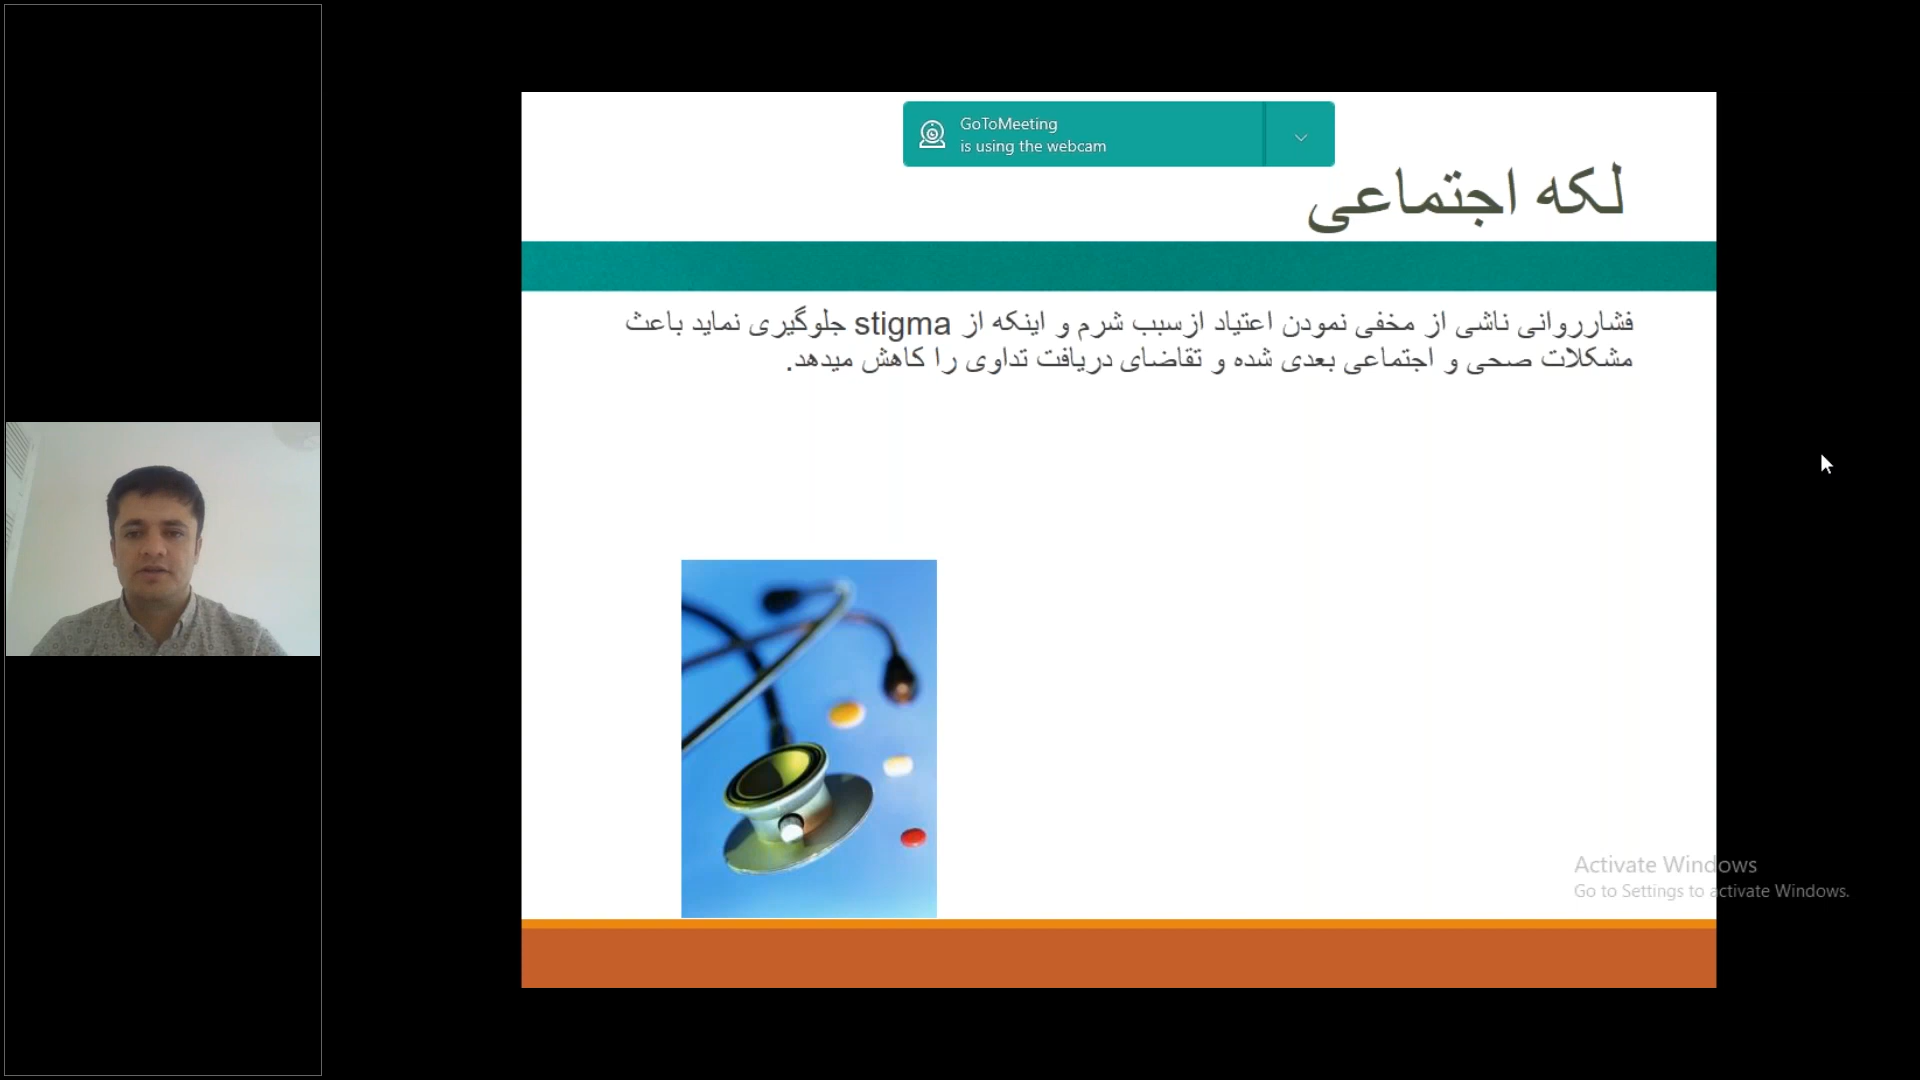 GoToMeeting
is using the webcam
لکه اجتماعی
فشارروانی ناشی از مخفی نمودن اعتیاد ازسبب شرم و اینکه از stigma جلوگیری نماید باعث
مشکلات صحی و اجتماعی بعدی شده و تقاضای دریافت تداوی را کاهش میدهد.
Activate Windows
Go to Settings to activate Windows.